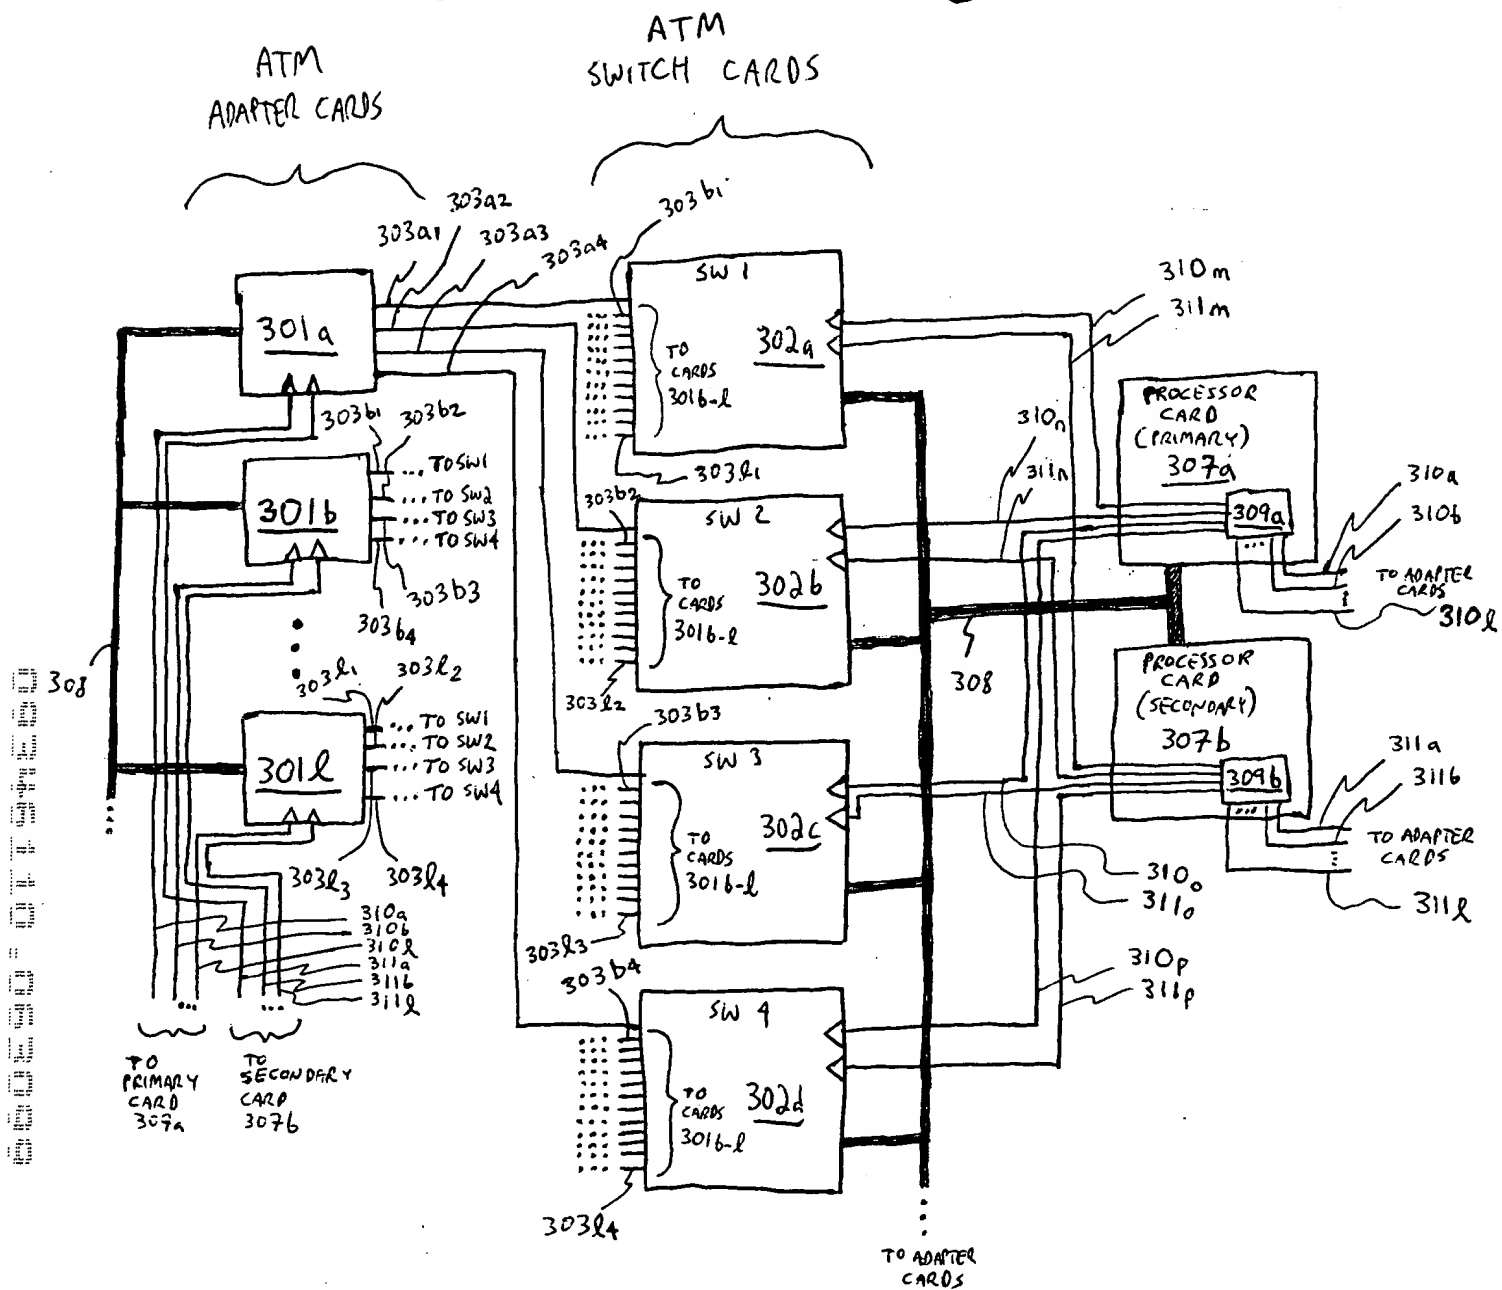 ATM
ADAPTER CARDS
ATM
SWITCH CARDS
303a1
303a2
303a3
303a4
303b1
301a
SW 1
302a
TO
CARDS
301b-l
303l1
310m
311m
303b1
303b2
301b
... TO SW1
... TO SW2
... TO SW3
... TO SW4
303b3
303b4
303b2
SW 2
302b
TO
CARDS
301b-l
303l2
310n
311n
PROCESSOR
CARD
(PRIMARY)
307a
309a
...
310a
310b
TO ADAPTER
CARDS
310l
308
308
303l1
303l2
301l
... TO SW1
... TO SW2
... TO SW3
... TO SW4
303l3
303l4
303b3
SW 3
302c
TO
CARDS
301b-l
303l3
PROCESSOR
CARD
(SECONDARY)
307b
309b
...
311a
311b
TO ADAPTER
CARDS
311l
310o
311o
310a
310b
310l
311a
311b
311l
...
...
TO
PRIMARY
CARD
307a
TO
SECONDARY
CARD
307b
303b4
SW 4
302d
TO
CARDS
301b-l
303l4
310p
311p
TO ADAPTER
CARDS